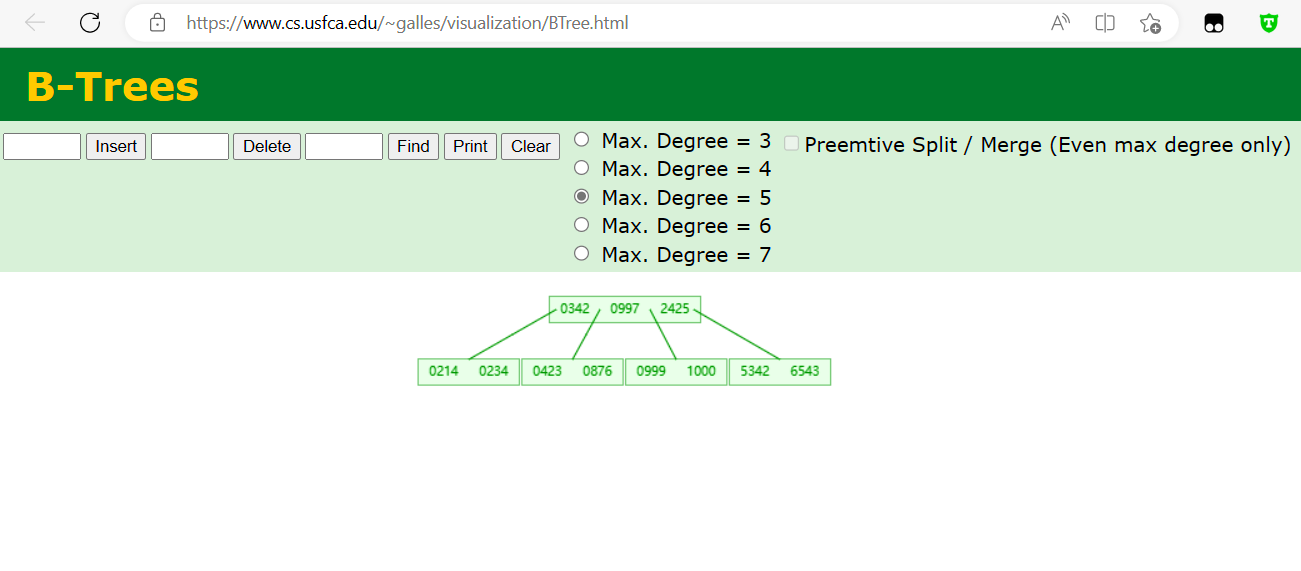 https://www.cs.usfca.edu/~galles/visualization/BTree.html
B-Trees
Insert Delete Find Print Clear
Max. Degree = 3
Max. Degree = 4
Max. Degree = 5
Max. Degree = 6
Max. Degree = 7
Preemtive Split / Merge (Even max degree only)
0342 0997 2425
0214 0234 0423 0876 0999 1000 5342 6543